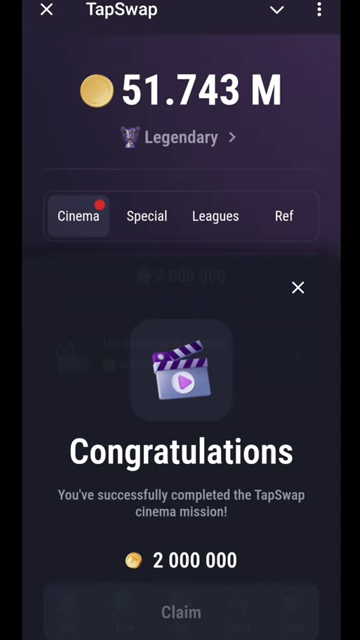 TapSwap
51.743 M
Legendary
Cinema
Special
Leagues
Ref
2 000 000
Congratulations
You've successfully completed the TapSwap
cinema mission!
2 000 000
Claim